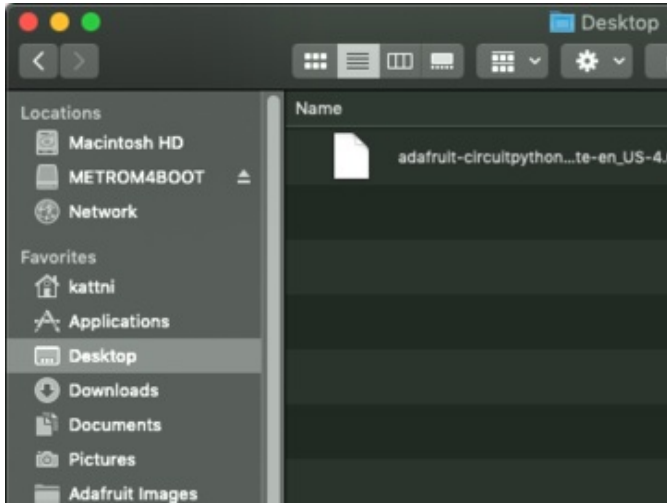 Desktop
Locations
Macintosh HD
METROM4BOOT
Network
Favorites
kattni
Applications
Desktop
Downloads
Documents
Pictures
Adafruit Images
Name
adafruit-circuitpython...te-en_US-4.